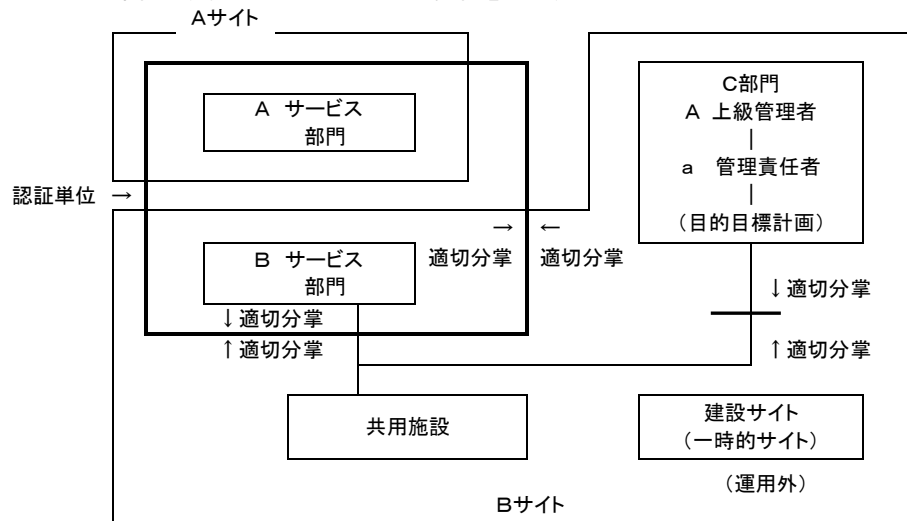 Aサイト
A サービス
部門
C部門
A 上級管理者
|
a 管理責任者
|
(目的目標計画)
認証単位 →
→ ←
適切分掌 適切分掌
B サービス
部門
↓適切分掌
↑適切分掌
↓適切分掌
↑適切分掌
共用施設
建設サイト
(一時的サイト)
(運用外)
Bサイト